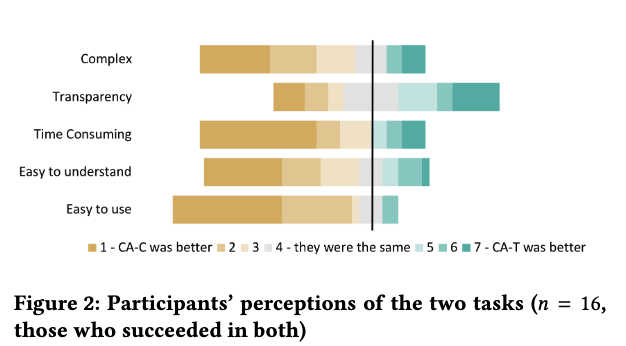 Complex
Transparency
Time Consuming
Easy to understand
Easy to use
1 - CA-C was better 2 3 4 - they were the same 5 6 7 - CA-T was better
Figure 2: Participants’ perceptions of the two tasks (n = 16,
those who succeeded in both)